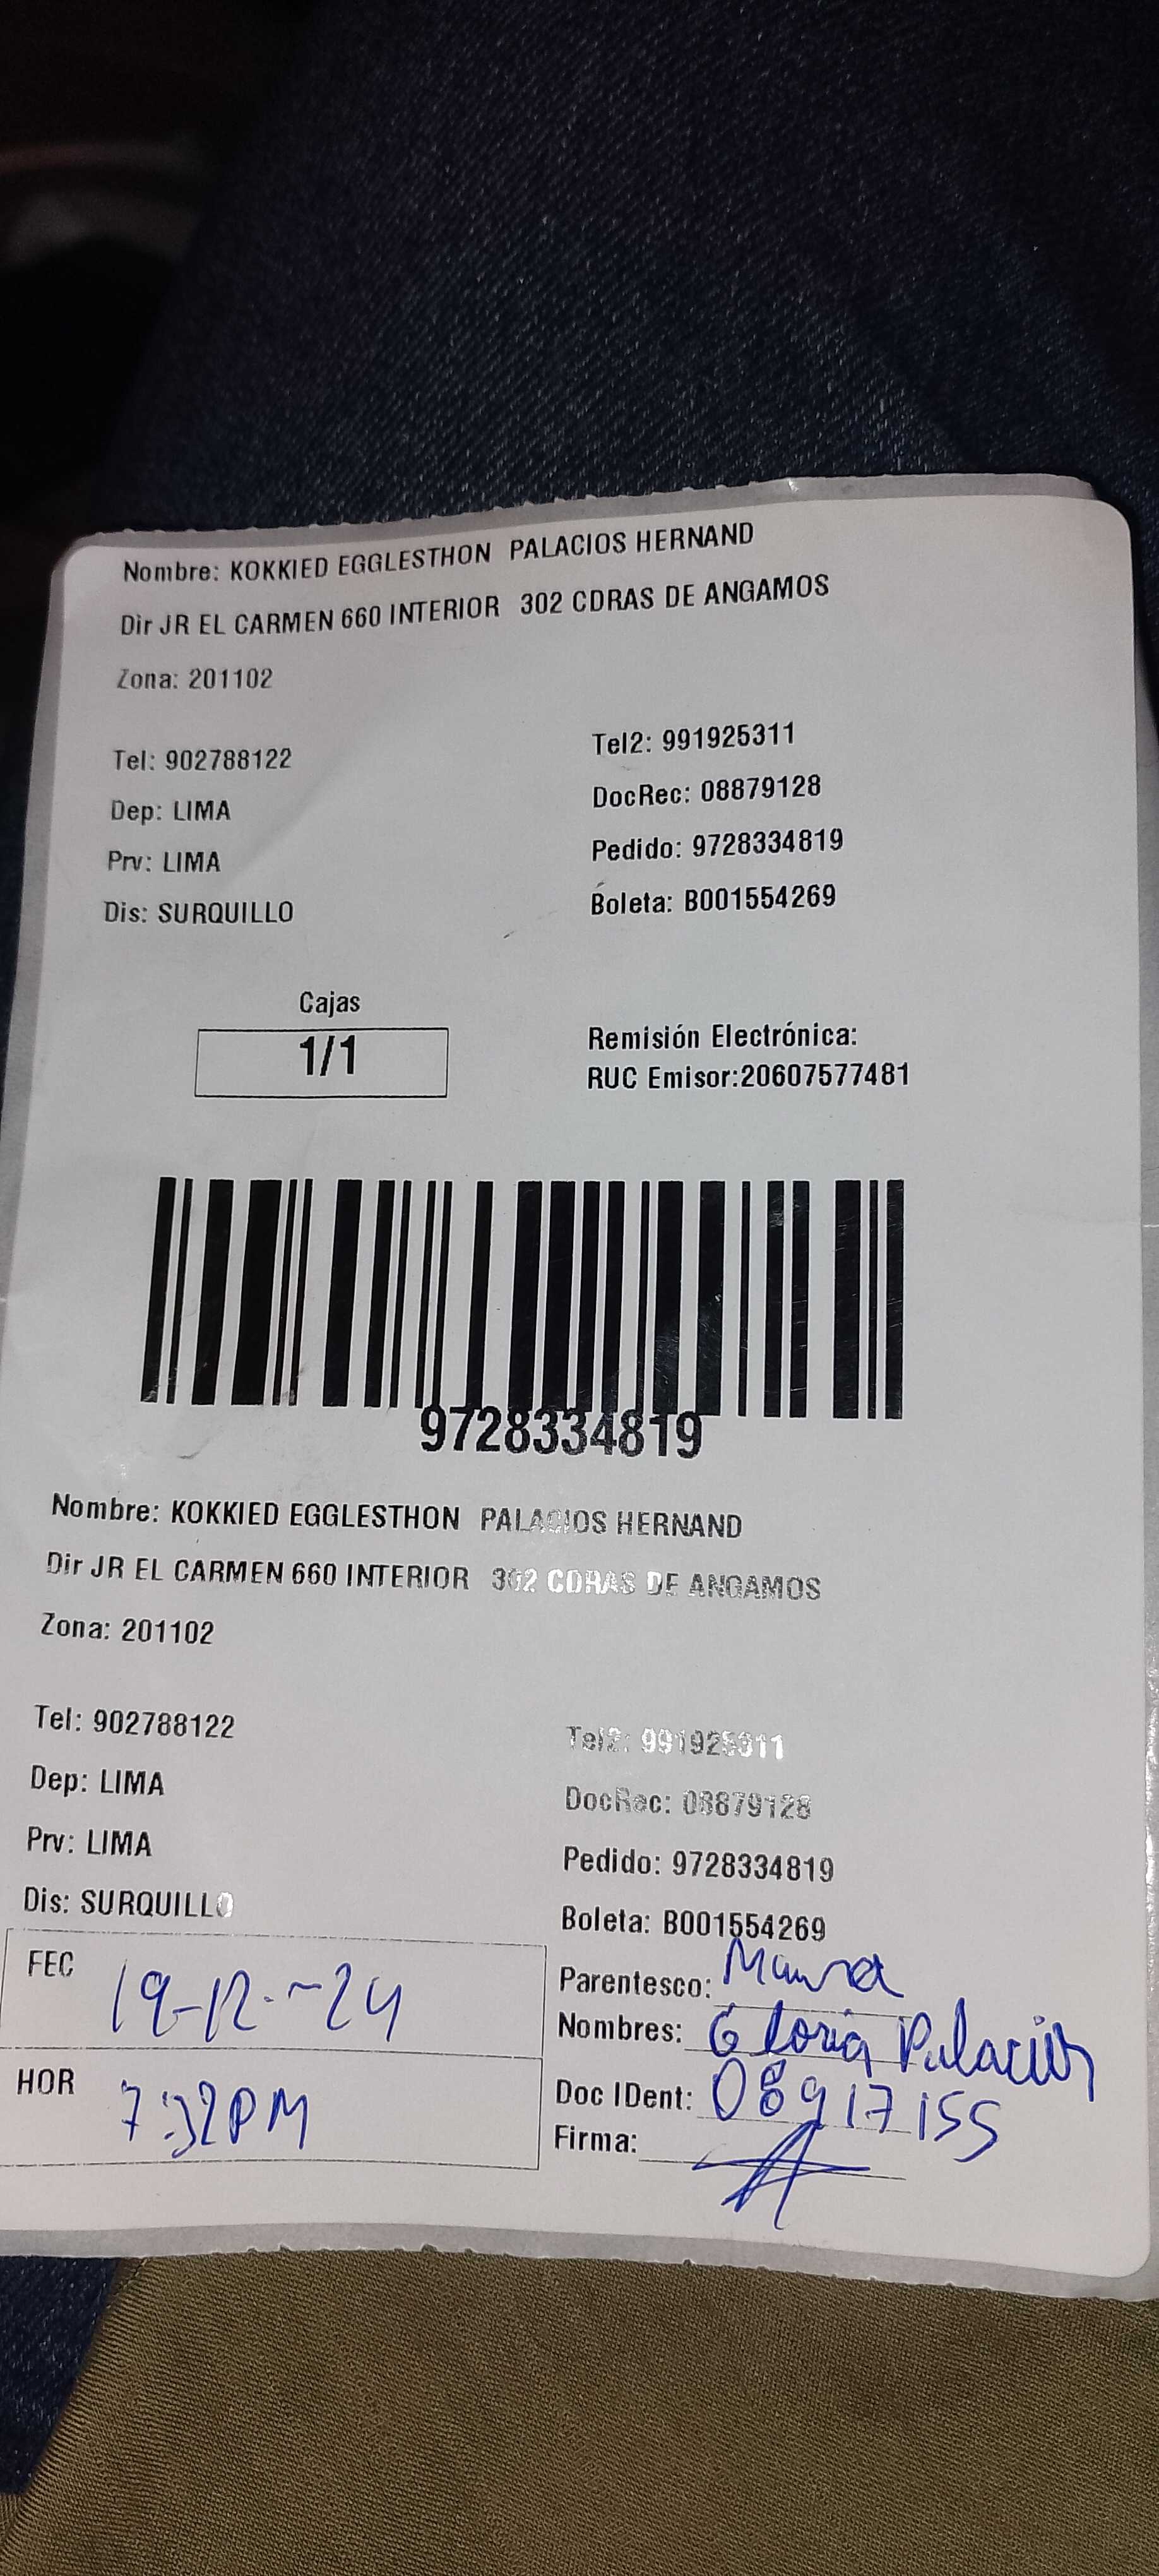 Nombre: KOKKIED EGGLESTHON PALACIOS HERNAND
Dir JR EL CARMEN 660 INTERIOR 302 CDRAS DE ANGAMOS
Zona: 201102
Tel: 902788122 Tel2: 991925311
Dep: LIMA DocRec: 08879128
Prv: LIMA Pedido: 9728334819
Dis: SURQUILLO Boleta: B001554269
Cajas
1/1
Remisión Electrónica:
RUC Emisor:20607577481
9728334819
Nombre: KOKKIED EGGLESTHON PALACIOS HERNAND
Dir JR EL CARMEN 660 INTERIOR 302 CDRAS DE ANGAMOS
Zona: 201102
Tel: 902788122 Tel2: 991925311
Dep: LIMA DocRec: 08879128
Prv: LIMA Pedido: 9728334819
Dis: SURQUILLO Boleta: B001554269
FEC 19-12-24
HOR 7:32PM
Parentesco:
Nombres: Gloria Palacios
Doc IDent: 08917155
Firma: